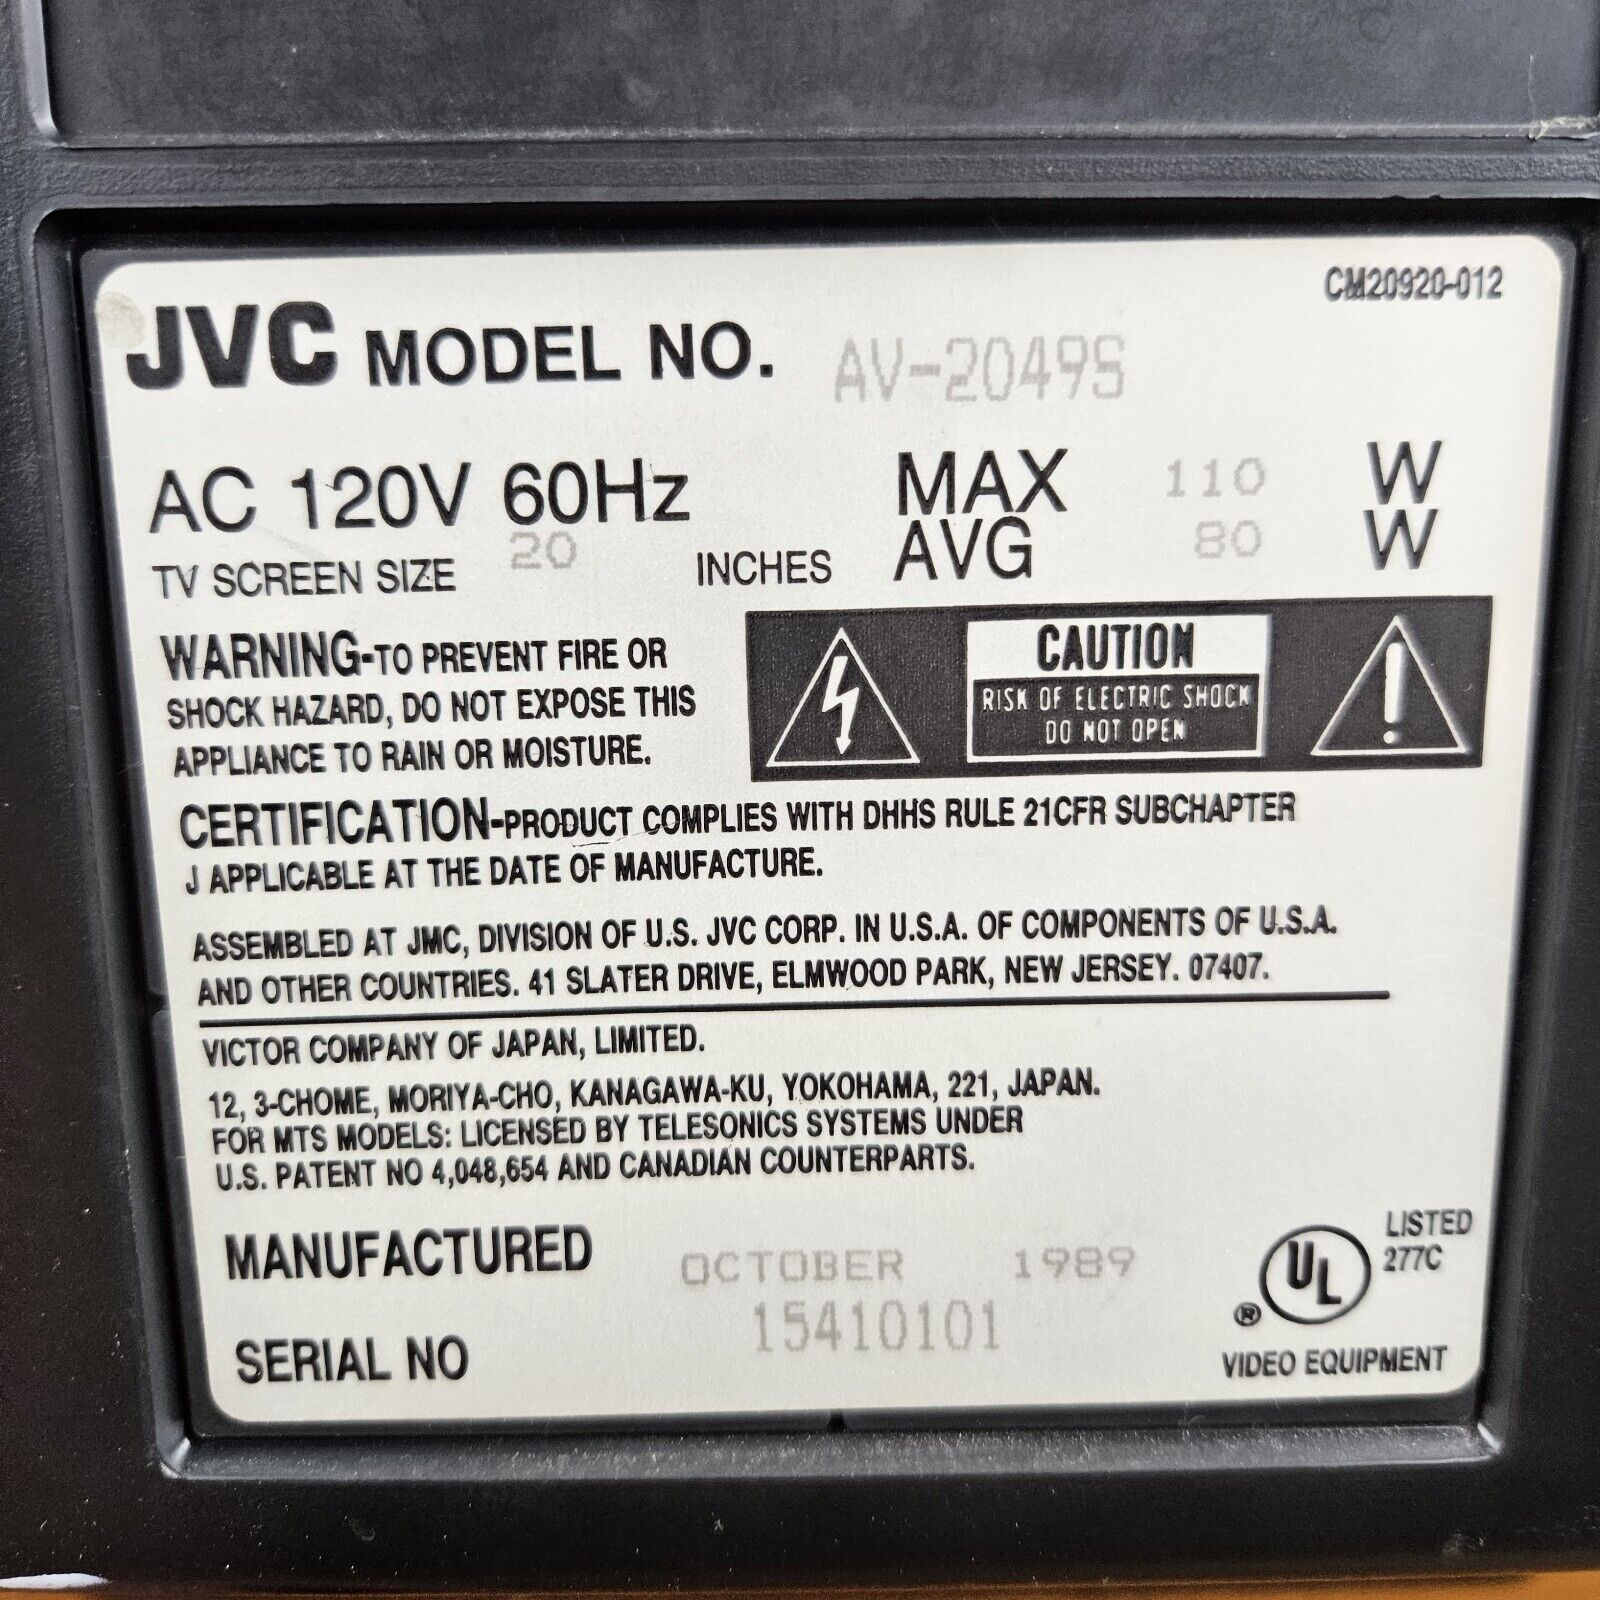 CM20920-012
JVC MODEL NO. AV-2049S
AC 120V 60Hz MAX 110 W
TV SCREEN SIZE 20 INCHES AVG 80 W
WARNING-TO PREVENT FIRE OR
SHOCK HAZARD, DO NOT EXPOSE THIS
APPLIANCE TO RAIN OR MOISTURE.
CAUTION
RISK OF ELECTRIC SHOCK
DO NOT OPEN
CERTIFICATION-PRODUCT COMPLIES WITH DHHS RULE 21CFR SUBCHAPTER
J APPLICABLE AT THE DATE OF MANUFACTURE.
ASSEMBLED AT JMC, DIVISION OF U.S. JVC CORP. IN U.S.A. OF COMPONENTS OF U.S.A.
AND OTHER COUNTRIES. 41 SLATER DRIVE, ELMWOOD PARK, NEW JERSEY. 07407.
VICTOR COMPANY OF JAPAN, LIMITED.
12, 3-CHOME, MORIYA-CHO, KANAGAWA-KU, YOKOHAMA, 221, JAPAN.
FOR MTS MODELS: LICENSED BY TELESONICS SYSTEMS UNDER
U.S. PATENT NO 4,048,654 AND CANADIAN COUNTERPARTS.
MANUFACTURED OCTOBER 1989
SERIAL NO 15410101
UL ® LISTED
277C
VIDEO EQUIPMENT